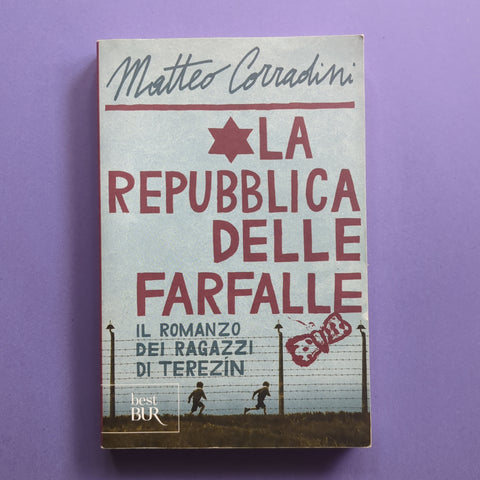 Matteo Corradini
LA
REPUBBLICA
DELLE
FARFALLE
IL ROMANZO
DEI RAGAZZI
DI TEREZÍN
best
BUR